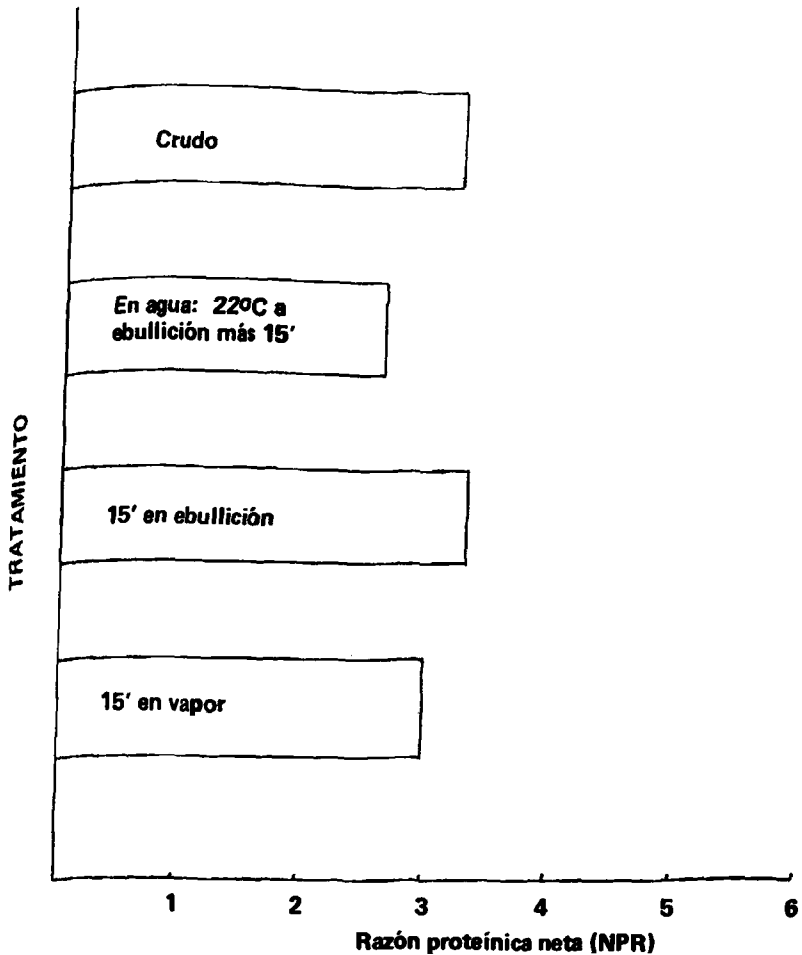 Crudo
En agua: 22ºC a
ebullición más 15′
TRATAMIENTO
15′ en ebullición
15′ en vapor
1 2 3 4 5 6
Razón proteínica neta (NPR)